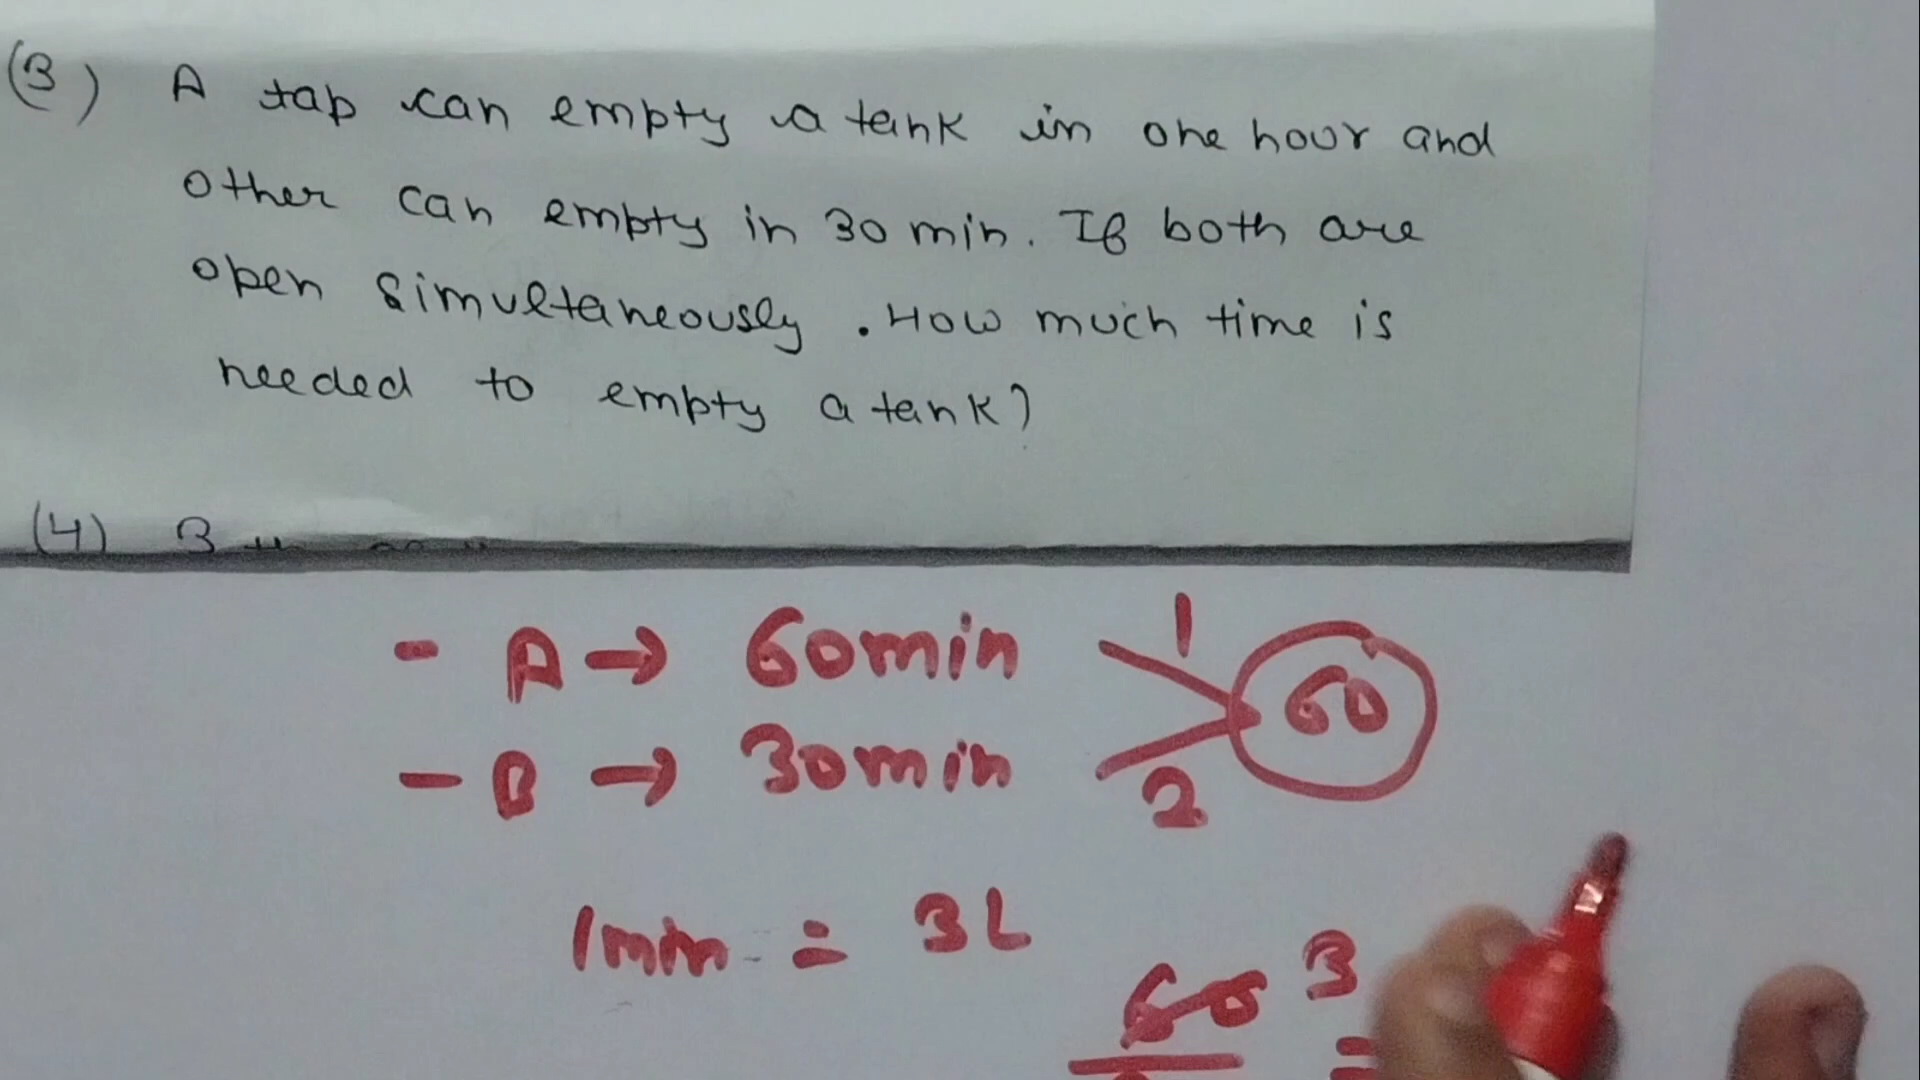 (3) A tap can empty a tank in one hour and
other can empty in 30 min. If both are
open simultaneously. How much time is
needed to empty a tank?
(4) 3
- A → 60min 1
60
- B → 30min 2
1min = 3L
60 3
=